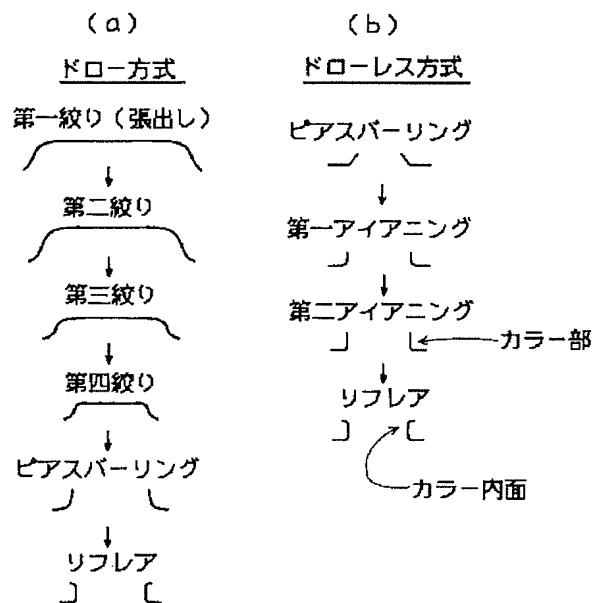 (a)
ドロー方式
第一絞り(張出し)
↓
第二絞り
↓
第三絞り
↓
第四絞り
↓
ピアスバーリング
↓
リフレア
(b)
ドローレス方式
ピアスバーリング
↓
第一アイアニング
↓
第二アイアニング
カラー部
↓
リフレア
カラー内面